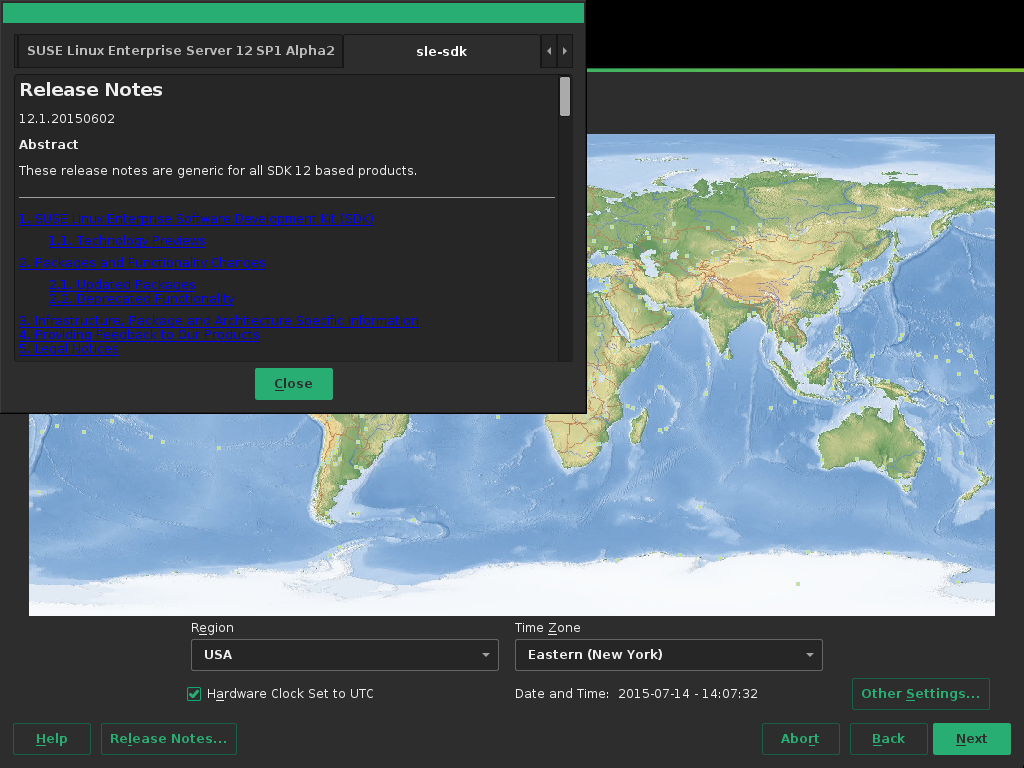 SUSE Linux Enterprise Server 12 SP1 Alpha2
sle-sdk
Release Notes
12.1.20150602
Abstract
These release notes are generic for all SDK 12 based products.
1. SUSE Linux Enterprise Software Development Kit (SDK)
1.1. Technology Previews
2. Packages and Functionality Changes
2.1. Updated Packages
2.2. Deprecated Functionality
3. Infrastructure, Package and Architecture Specific Information
4. Providing Feedback to Our Products
5. Legal Notices
Close
Region
Time Zone
USA
Eastern (New York)
Hardware Clock Set to UTC
Date and Time: 2015-07-14 - 14:07:32
Other Settings...
Help
Release Notes...
Abort
Back
Next